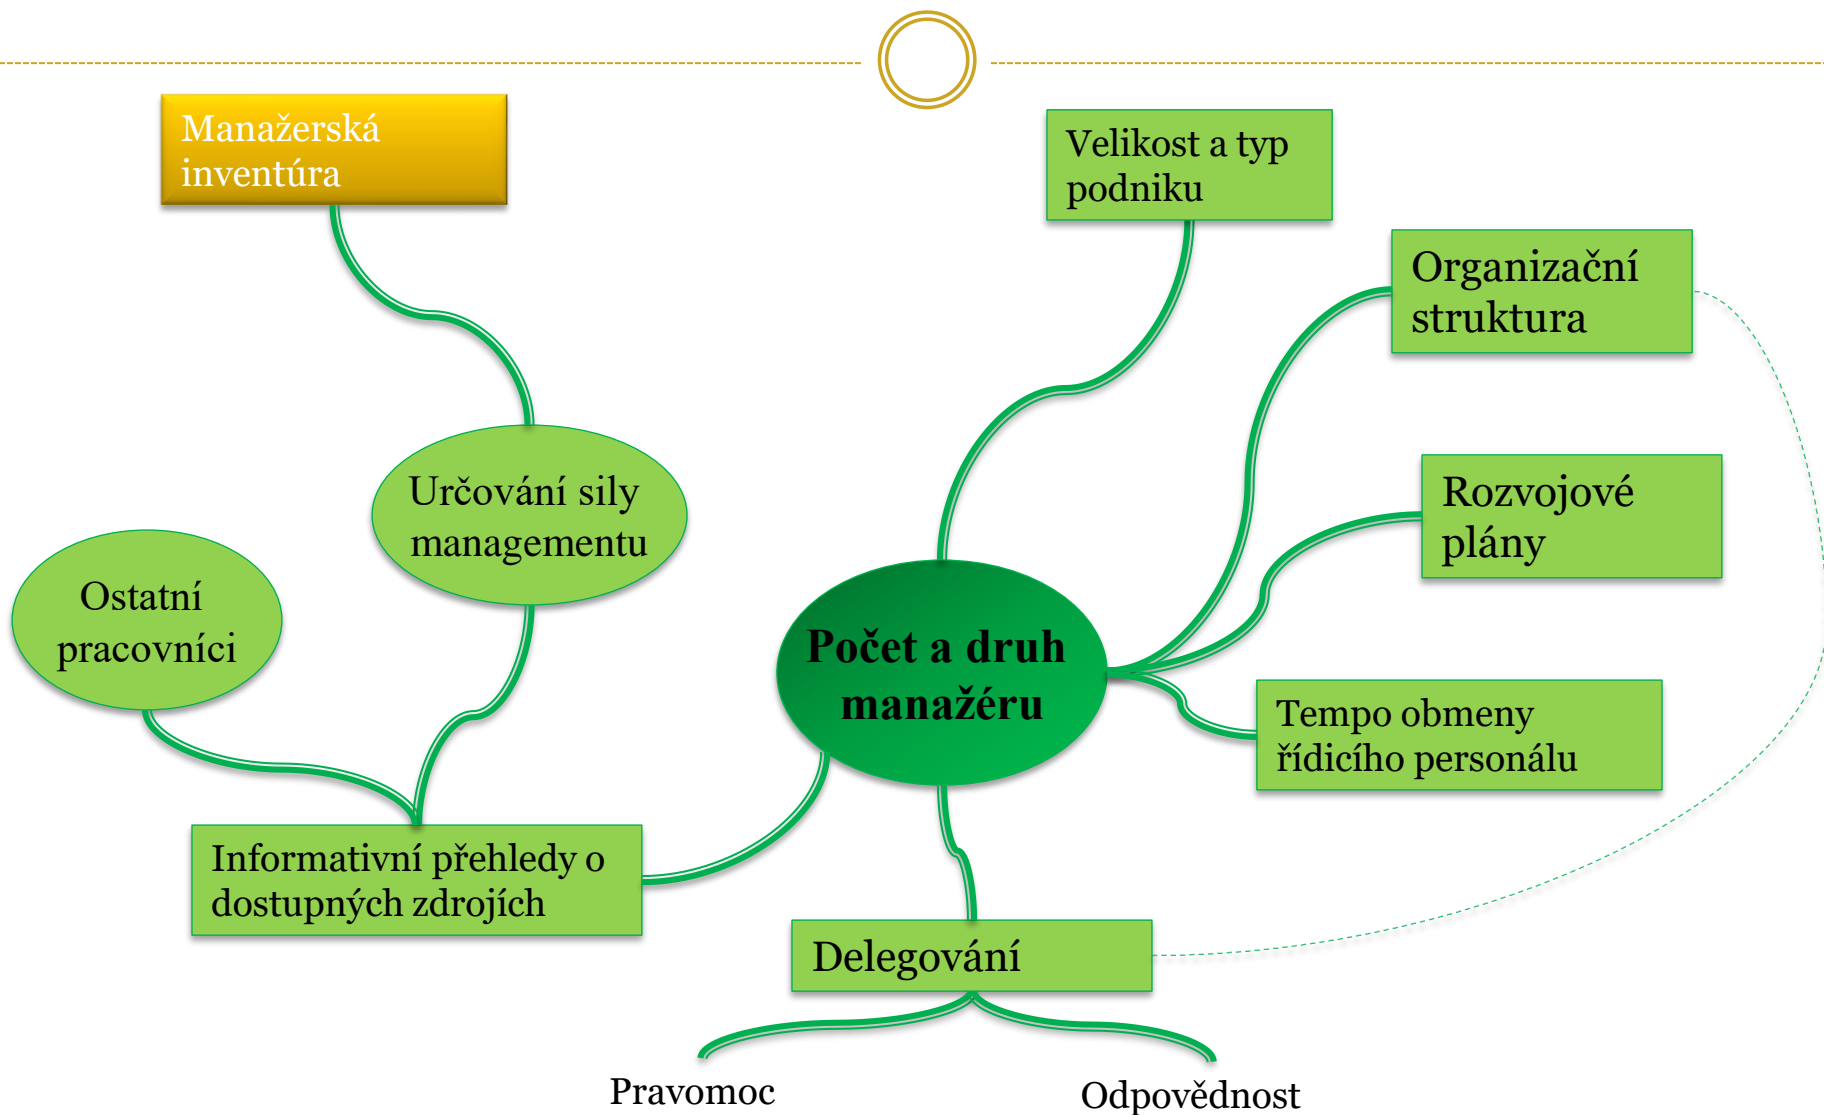 Manažerská
inventúra
Velikost a typ
podniku
Organizační
struktura
Určování sily
managementu
Rozvojové
plány
Ostatní
pracovníci
Počet a druh
manažéru
Tempo obmeny
řídicího personálu
Informativní přehledy o
dostupných zdrojích
Delegování
Pravomoc
Odpovědnost